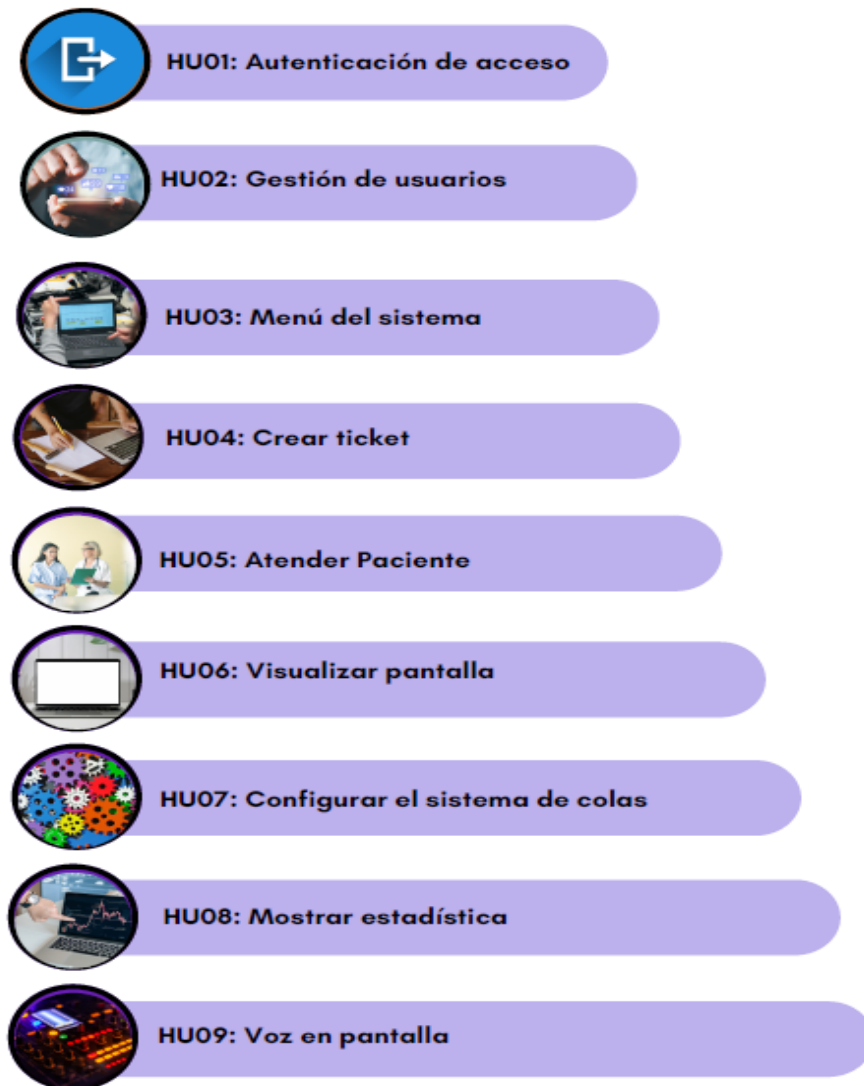 HU01: Autenticación de acceso
HU02: Gestión de usuarios
HU03: Menú del sistema
HU04: Crear ticket
HU05: Atender Paciente
HU06: Visualizar pantalla
HU07: Configurar el sistema de colas
HU08: Mostrar estadística
HU09: Voz en pantalla